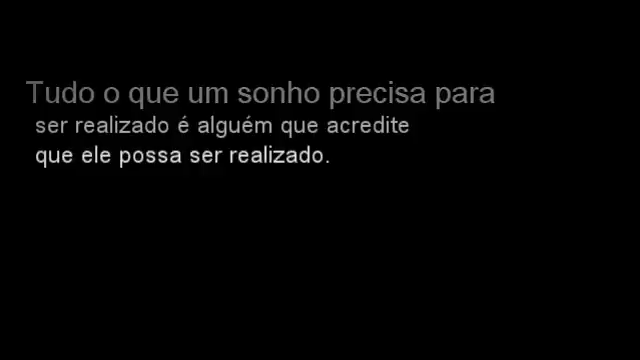 Tudo o que um sonho precisa para
ser realizado é alguém que acredite
que ele possa ser realizado.